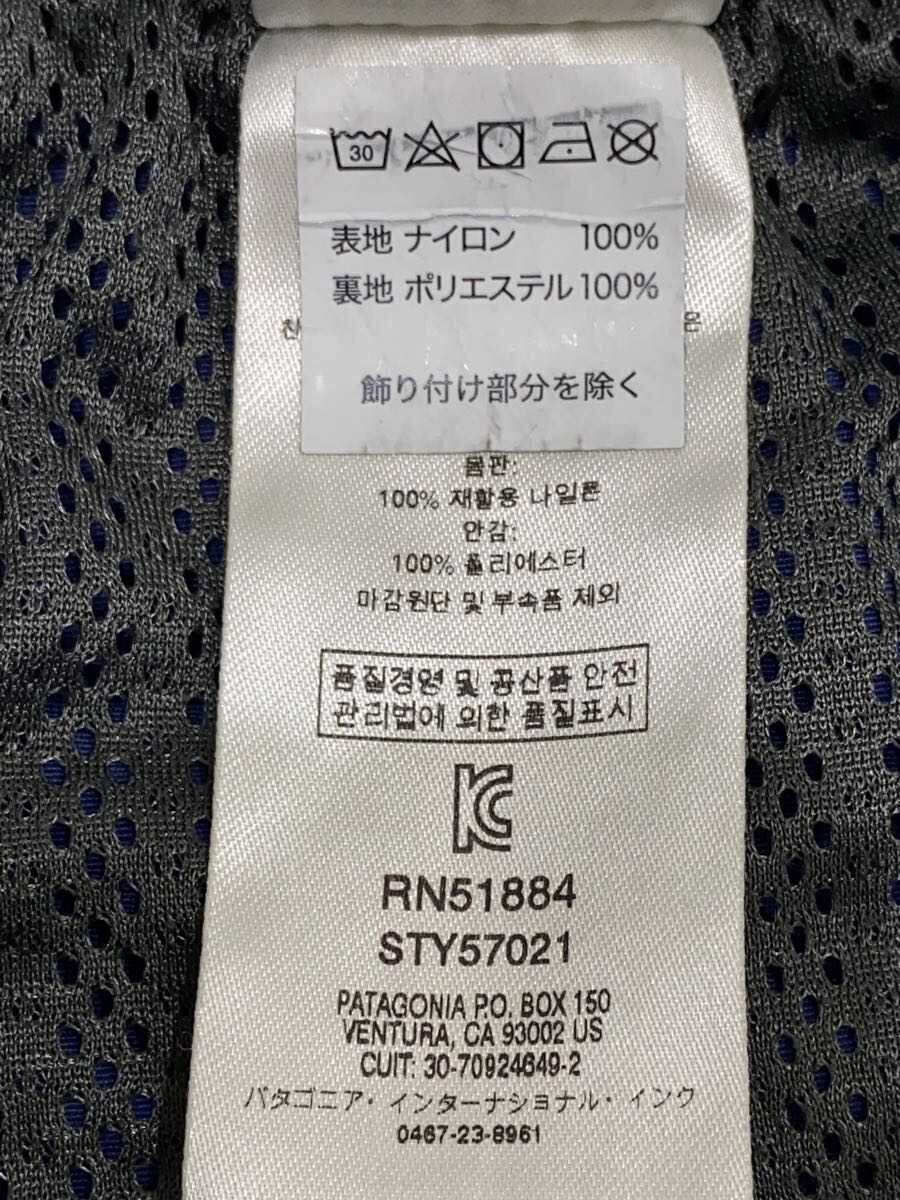 30
表地 ナイロン 100%
裏地 ポリエステル 100%
飾り付け部分を除く
몸판:
100% 재활용 나일론
안감:
100% 폴리에스터
마감원단 및 부속품 제외
품질경영 및 공산품 안전
관리법에 의한 품질표시
RN51884
STY57021
PATAGONIA P.O. BOX 150
VENTURA, CA 93002 US
CUIT: 30-70924649-2
パタゴニア・インターナショナル・インク
0467-23-8961